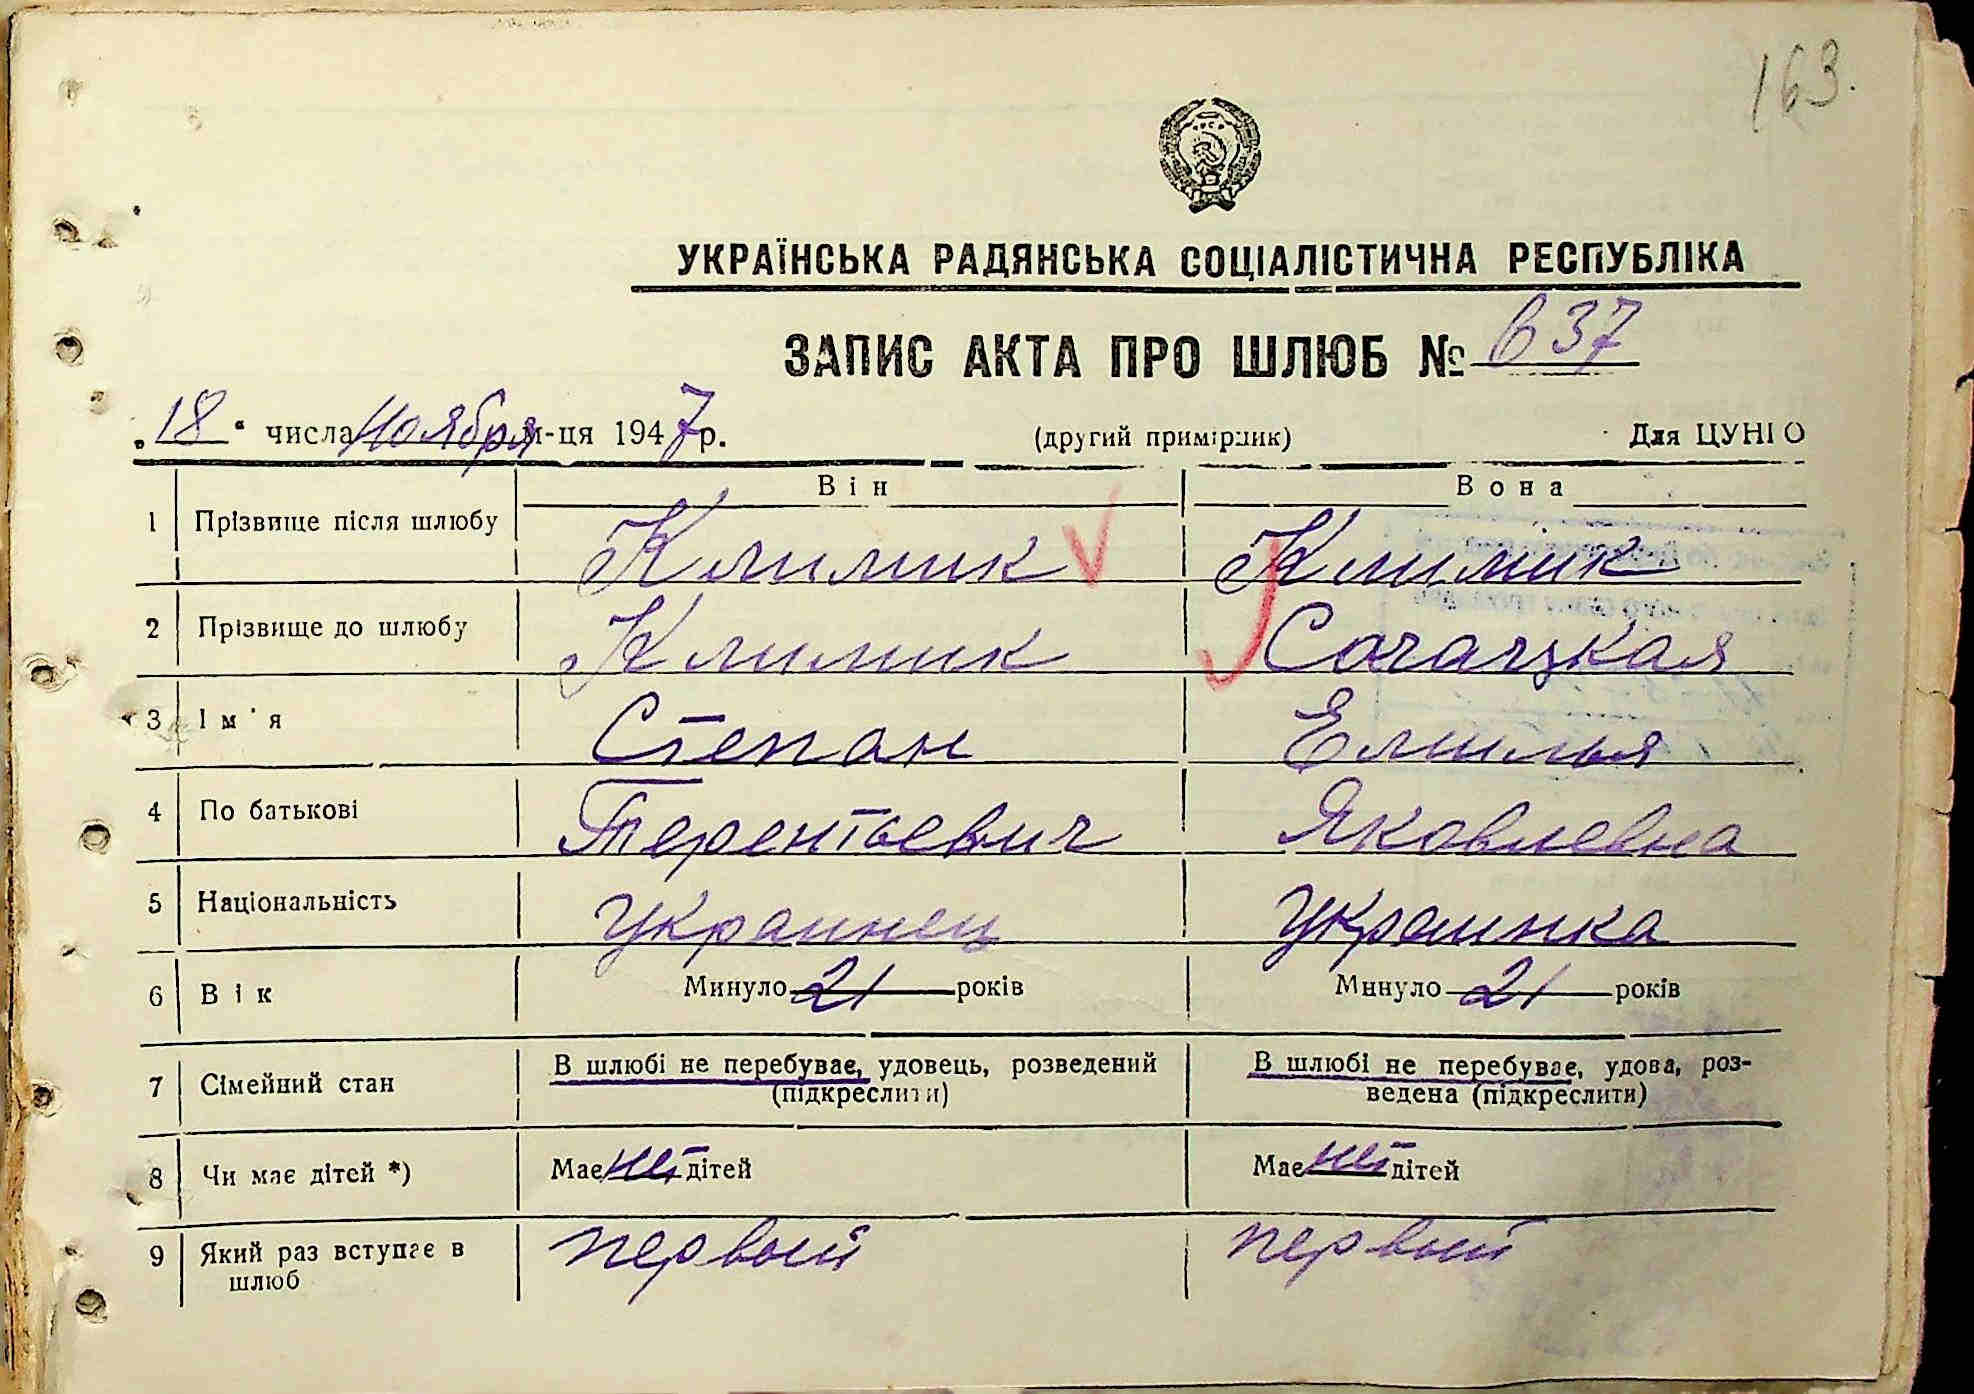 163.
УКРАЇНСЬКА РАДЯНСЬКА СОЦІАЛІСТИЧНА РЕСПУБЛІКА
ЗАПИС АКТА ПРО ШЛЮБ № 637
„18“ числа Ноября м-ця 1947 р. (другий примірник) Для ЦУНГО
Він Вона
1 Прізвище після шлюбу Климик Климик
2 Прізвище до шлюбу Климик
3 Ім'я Степан Емилья
4 По батькові Терентьевич Яковлевна
5 Національність Украинец Украинка
6 Вік Минуло 21 років Минуло 21 років
7 Сімейний стан В шлюбі не перебуває, удовець, розведений В шлюбі не перебуває, удова, роз-
(підкреслити) ведена (підкреслити)
8 Чи має дітей *) Має нет дітей Має нет дітей
9 Який раз вступає в первый первый
шлюб